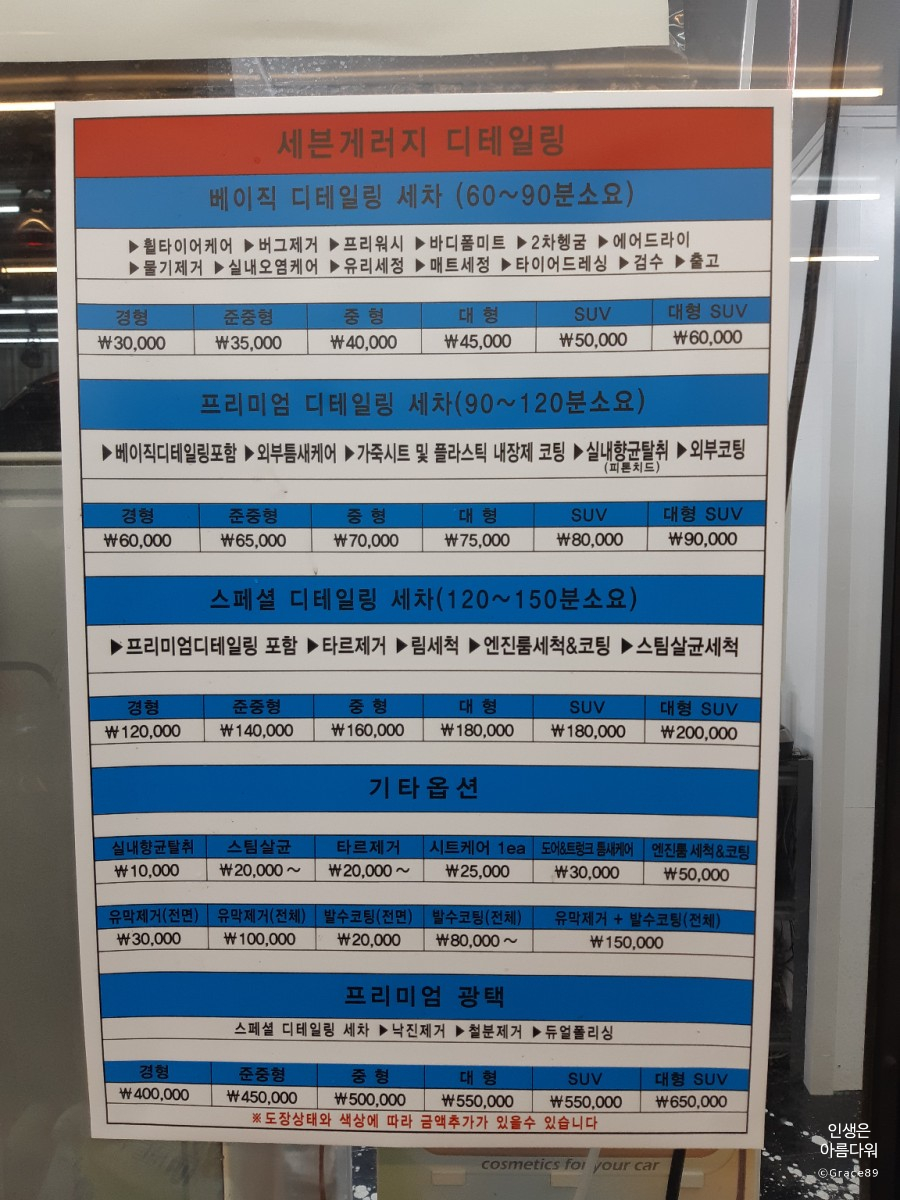 세븐게러지 디테일링
베이직 디테일링 세차 (60～90분소요)
▶휠타이어케어 ▶버그제거 ▶프리워시 ▶바디폼미트 ▶2차헹굼 ▶에어드라이
▶물기제거 ▶실내오염케어 ▶유리세정 ▶매트세정 ▶타이어드레싱 ▶검수 ▶출고
경형 준중형 중 형 대 형 SUV 대형 SUV
₩30,000 ₩35,000 ₩40,000 ₩45,000 ₩50,000 ₩60,000
프리미엄 디테일링 세차(90～120분소요)
▶베이직디테일링포함 ▶외부틈새케어 ▶가죽시트 및 플라스틱 내장제 코팅 ▶실내향균탈취 ▶외부코팅
(피톤치드)
경형 준중형 중 형 대 형 SUV 대형 SUV
₩60,000 ₩65,000 ₩70,000 ₩75,000 ₩80,000 ₩90,000
스페셜 디테일링 세차(120～150분소요)
▶프리미엄디테일링 포함 ▶타르제거 ▶림세척 ▶엔진룸세척&코팅 ▶스팀살균세척
경형 준중형 중 형 대 형 SUV 대형 SUV
₩120,000 ₩140,000 ₩160,000 ₩180,000 ₩180,000 ₩200,000
기타옵션
실내향균탈취 스팀살균 타르제거 시트케어 1ea 도어&트렁크 틈새케어 엔진룸 세척&코팅
₩10,000 ₩20,000～ ₩20,000～ ₩25,000 ₩30,000 ₩50,000
유막제거(전면) 유막제거(전체) 발수코팅(전면) 발수코팅(전체) 유막제거 + 발수코팅(전체)
₩30,000 ₩100,000 ₩20,000 ₩80,000～ ₩150,000
프리미엄 광택
스페셜 디테일링 세차 ▶낙진제거 ▶철분제거 ▶듀얼폴리싱
경형 준중형 중 형 대 형 SUV 대형 SUV
₩400,000 ₩450,000 ₩500,000 ₩550,000 ₩550,000 ₩650,000
※도장상태와 색상에 따라 금액추가가 있을수 있습니다
cosmetics for your car
인생은
아름다워
©Grace89